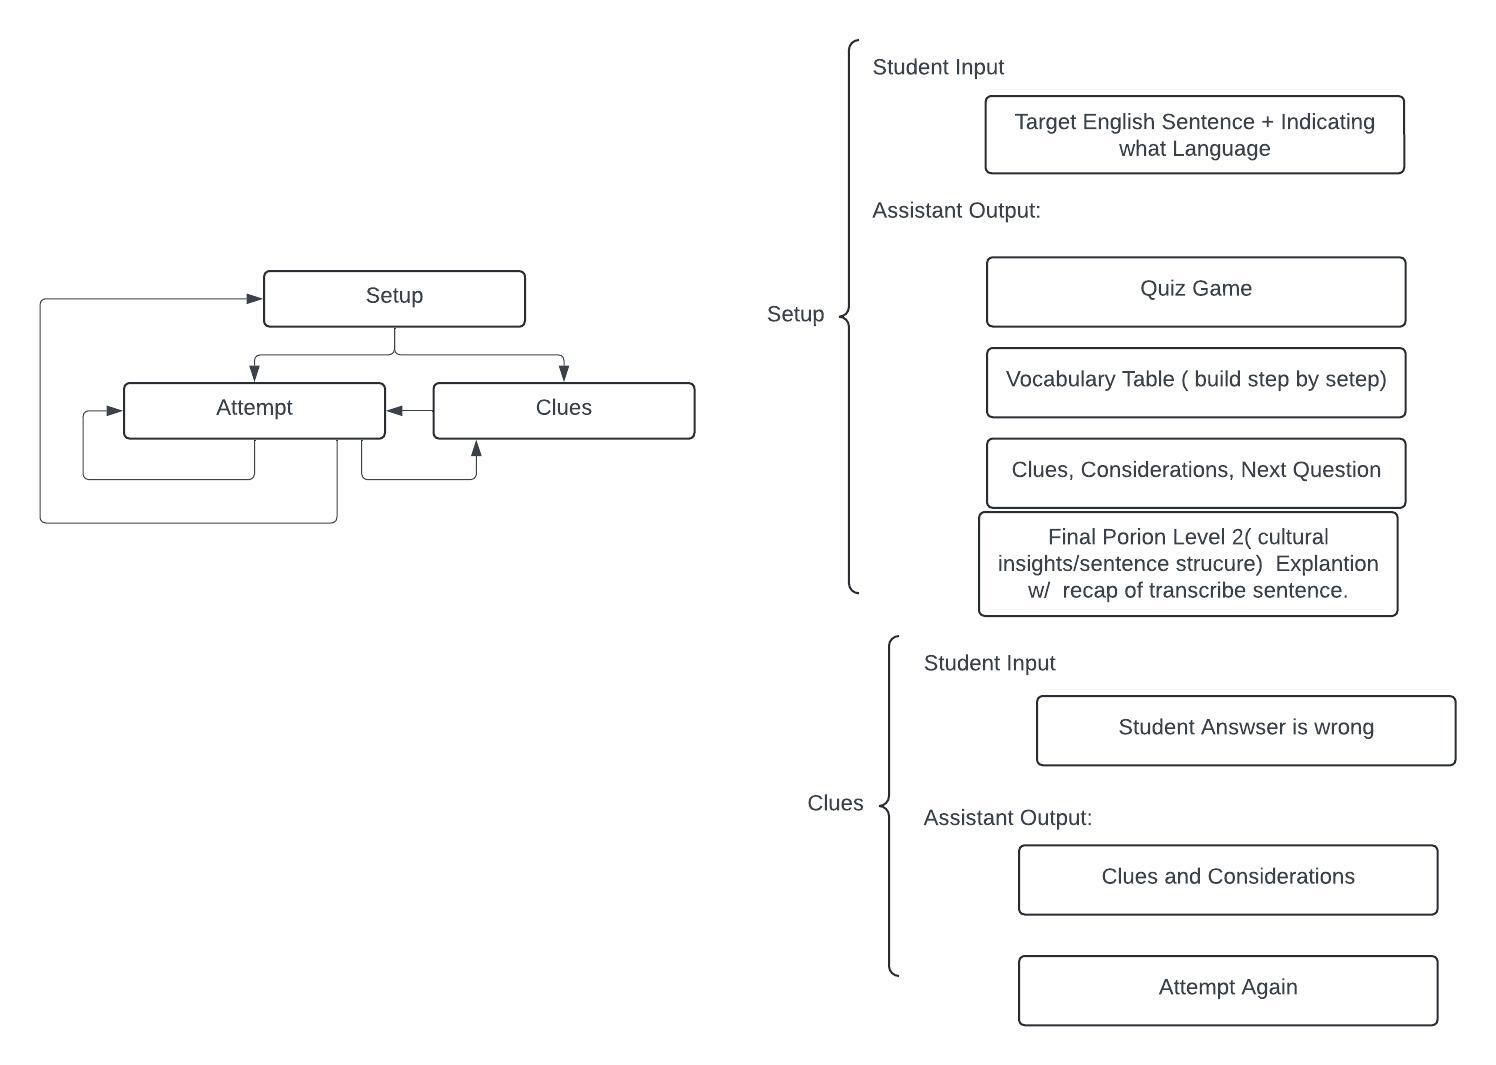 Setup
Attempt
Clues
Setup
Student Input
Target English Sentence + Indicating
what Language
Assistant Output:
Quiz Game
Vocabulary Table ( build step by setep)
Clues, Considerations, Next Question
Final Porion Level 2( cultural
insights/sentence strucure)  Explantion
w/  recap of transcribe sentence.
Clues
Student Input
Student Answser is wrong
Assistant Output:
Clues and Considerations
Attempt Again